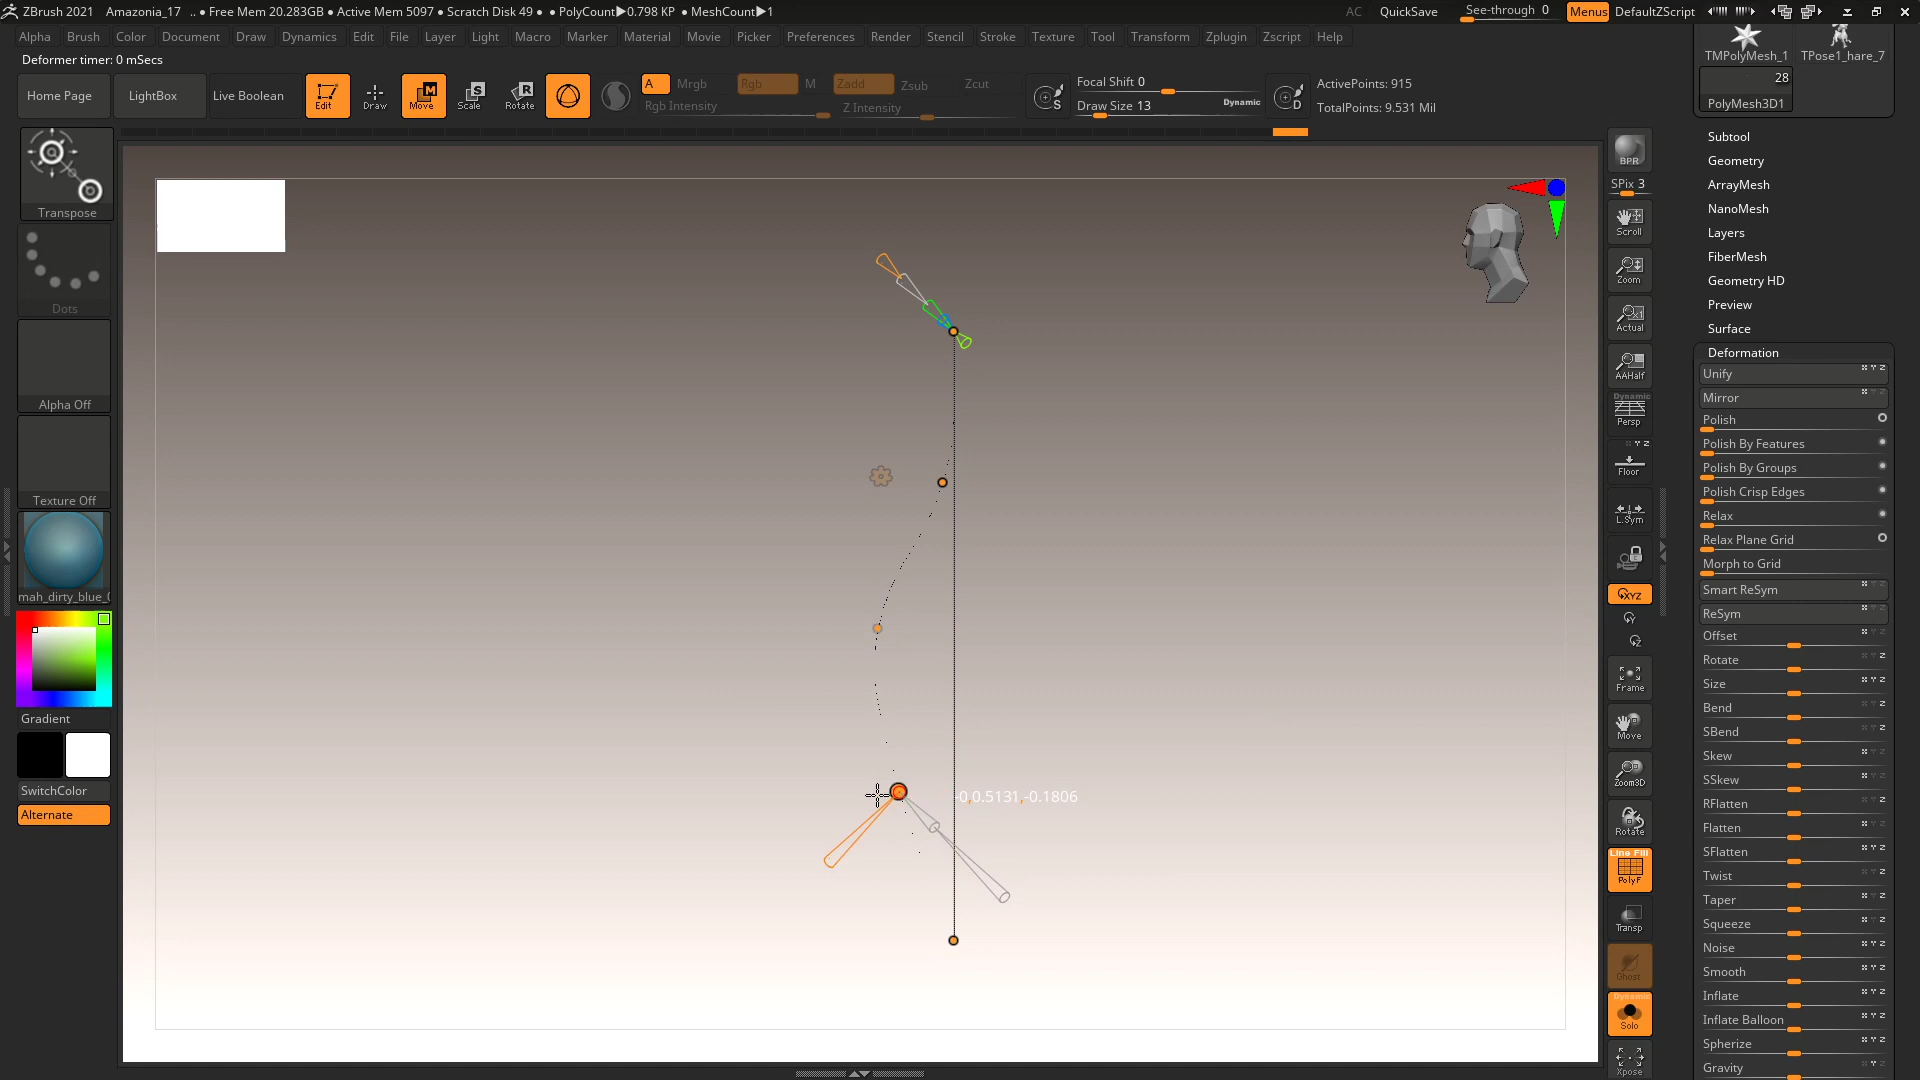 ZBrush 2021 Amazonia_17 .. ● Free Mem 20.283GB ● Active Mem 5097 ● Scratch Disk 49 ● ● PolyCount▶0.798 KP ● MeshCount▶1
AC QuickSave See-through 0 Menus DefaultZScript
Alpha Brush Color Document Draw Dynamics Edit File Layer Light Macro Marker Material Movie Picker Preferences Render Stencil Stroke Texture Tool Transform Zplugin Zscript Help
Deformer timer: 0 mSecs
TMPolyMesh_1 TPose1_hare_7
28
PolyMesh3D1
Home Page LightBox Live Boolean
Edit Draw Move Scale Rotate
M S R
A Mrgb Rgb M Zadd Zsub Zcut
Rgb Intensity Z Intensity
S Focal Shift 0
Draw Size 13 Dynamic D
ActivePoints: 915
TotalPoints: 9.531 Mil
Transpose
Dots
Alpha Off
Texture Off
Gradient
SwitchColor
Alternate
-0,0.5131,-0.1806
BPR
SPix 3
Scroll
Zoom
Actual
AAHalf
Dynamic
Persp
Floor
L.Sym
XYZ
Y
Z
Frame
Move
Zoom3D
Rotate
Line Fill
PolyF
Transp
Ghost
Dynamic
Solo
Xpose
Subtool
Geometry
ArrayMesh
NanoMesh
Layers
FiberMesh
Geometry HD
Preview
Surface
Deformation
Unify
Mirror
Polish
Polish By Features
Polish By Groups
Polish Crisp Edges
Relax
Relax Plane Grid
Morph to Grid
Smart ReSym
ReSym
Offset
Rotate
Size
Bend
SBend
Skew
SSkew
RFlatten
Flatten
SFlatten
Twist
Taper
Squeeze
Noise
Smooth
Inflate
Inflate Balloon
Spherize
Gravity